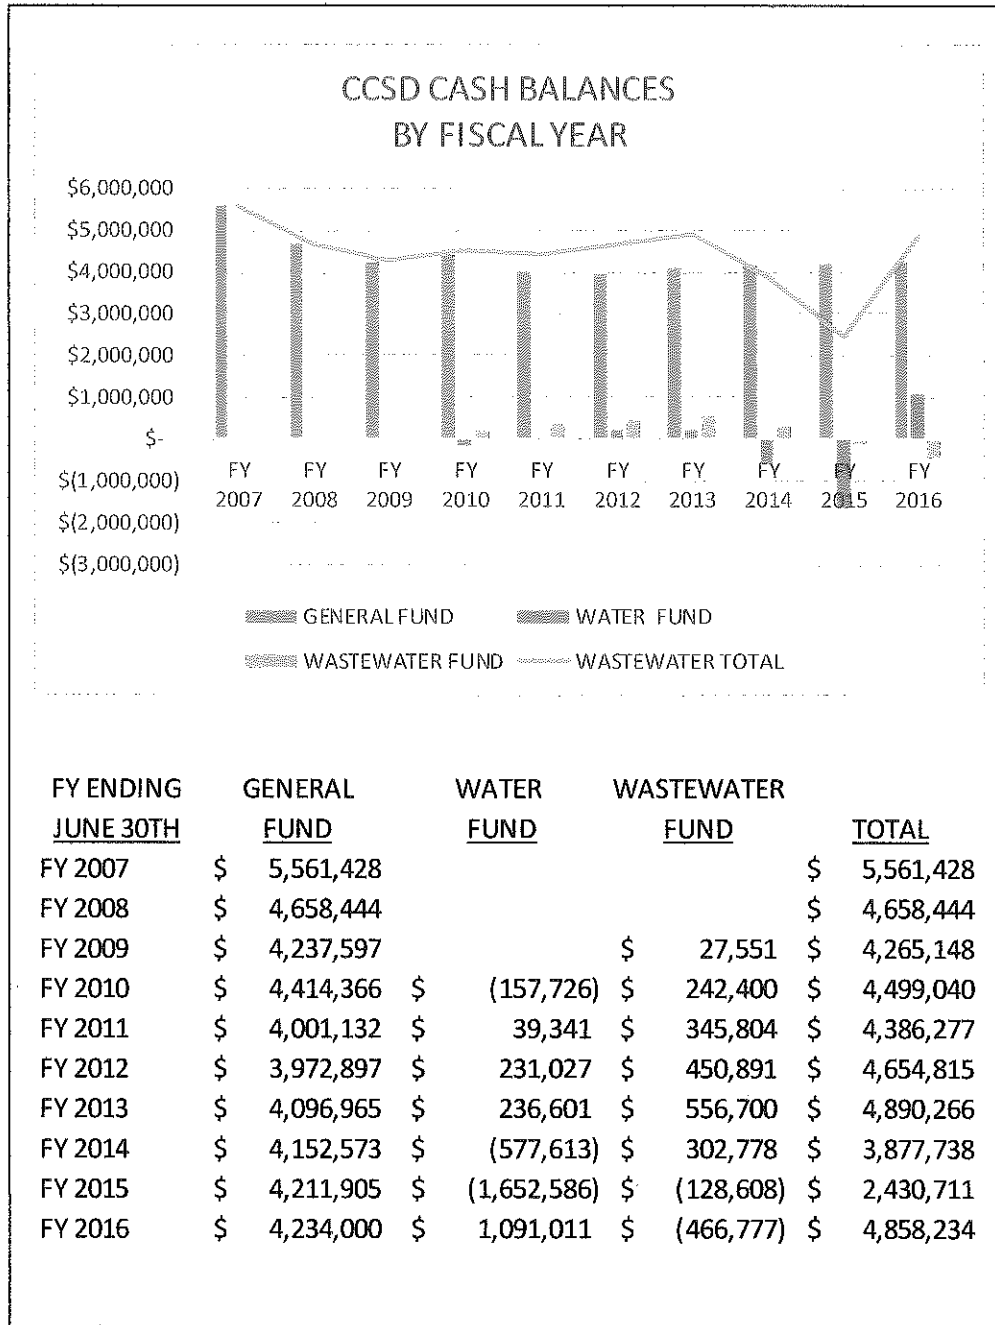 CCSD CASH BALANCES
BY FISCAL YEAR
$6,000,000
$5,000,000
$4,000,000
$3,000,000
$2,000,000
$1,000,000
$-
$(1,000,000)
$(2,000,000)
$(3,000,000)
FY FY FY FY FY FY FY FY FY FY
2007 2008 2009 2010 2011 2012 2013 2014 2015 2016
GENERAL FUND WATER FUND
WASTEWATER FUND WASTEWATER TOTAL
FY ENDING GENERAL WATER WASTEWATER
JUNE 30TH FUND FUND FUND TOTAL
FY 2007 $ 5,561,428 $ 5,561,428
FY 2008 $ 4,658,444 $ 4,658,444
FY 2009 $ 4,237,597 $ 27,551 $ 4,265,148
FY 2010 $ 4,414,366 $ (157,726) $ 242,400 $ 4,499,040
FY 2011 $ 4,001,132 $ 39,341 $ 345,804 $ 4,386,277
FY 2012 $ 3,972,897 $ 231,027 $ 450,891 $ 4,654,815
FY 2013 $ 4,096,965 $ 236,601 $ 556,700 $ 4,890,266
FY 2014 $ 4,152,573 $ (577,613) $ 302,778 $ 3,877,738
FY 2015 $ 4,211,905 $ (1,652,586) $ (128,608) $ 2,430,711
FY 2016 $ 4,234,000 $ 1,091,011 $ (466,777) $ 4,858,234